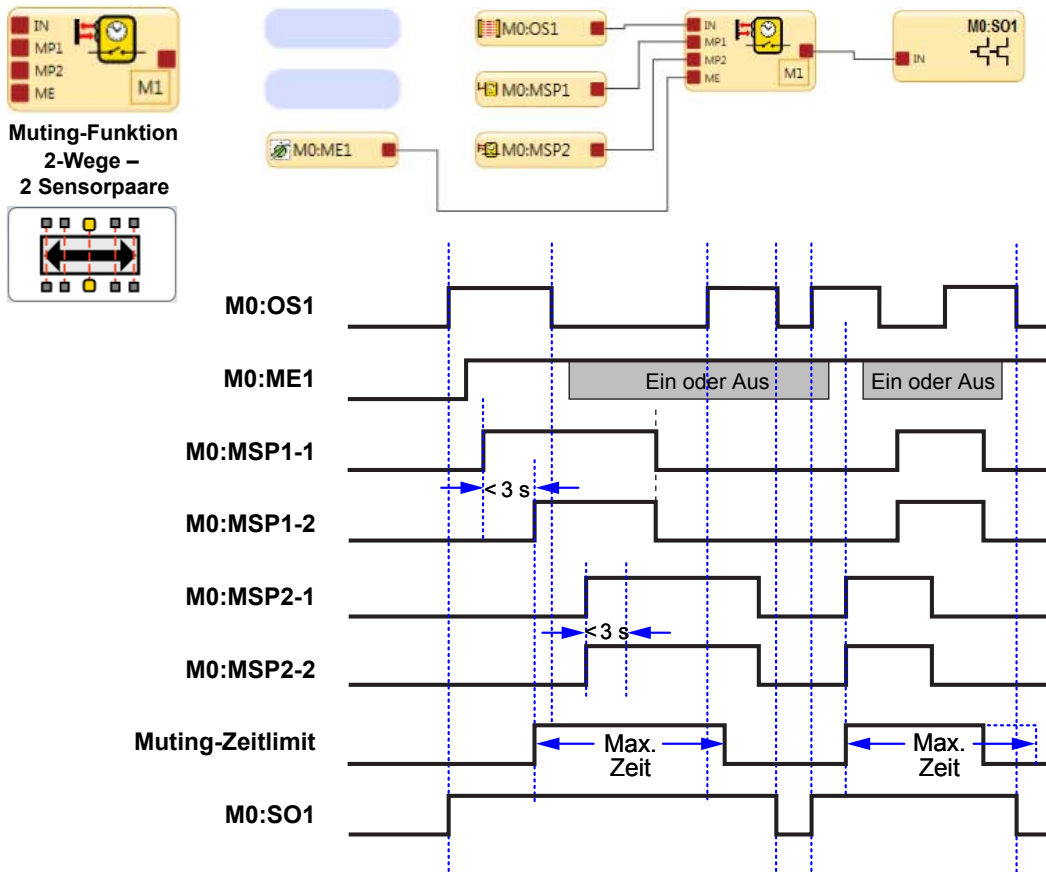 IN
MP1
MP2
ME
M1
Muting-Funktion
2-Wege –
2 Sensorpaare
M0:OS1
M0:MSP1
M0:ME1
M0:MSP2
IN
MP1
MP2
ME
M1
M0:SO1
IN
M0:OS1
M0:ME1
Ein oder Aus
Ein oder Aus
M0:MSP1-1
< 3 s
M0:MSP1-2
M0:MSP2-1
< 3 s
M0:MSP2-2
Muting-Zeitlimit
Max.
Zeit
Max.
Zeit
M0:SO1